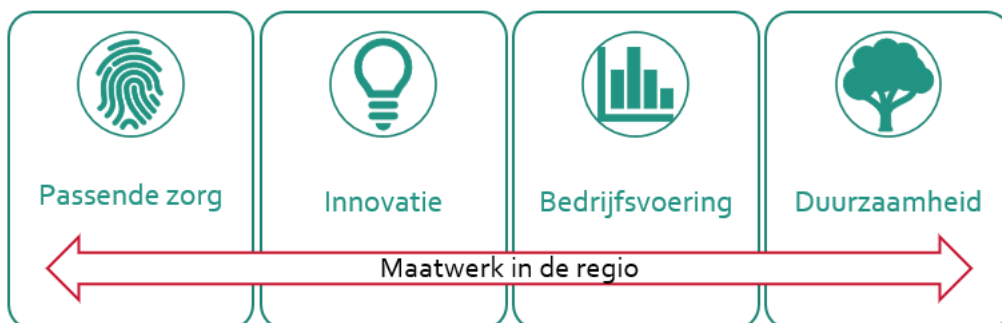 Passende zorg
Innovatie
Bedrijfsvoering
Duurzaamheid
Maatwerk in de regio